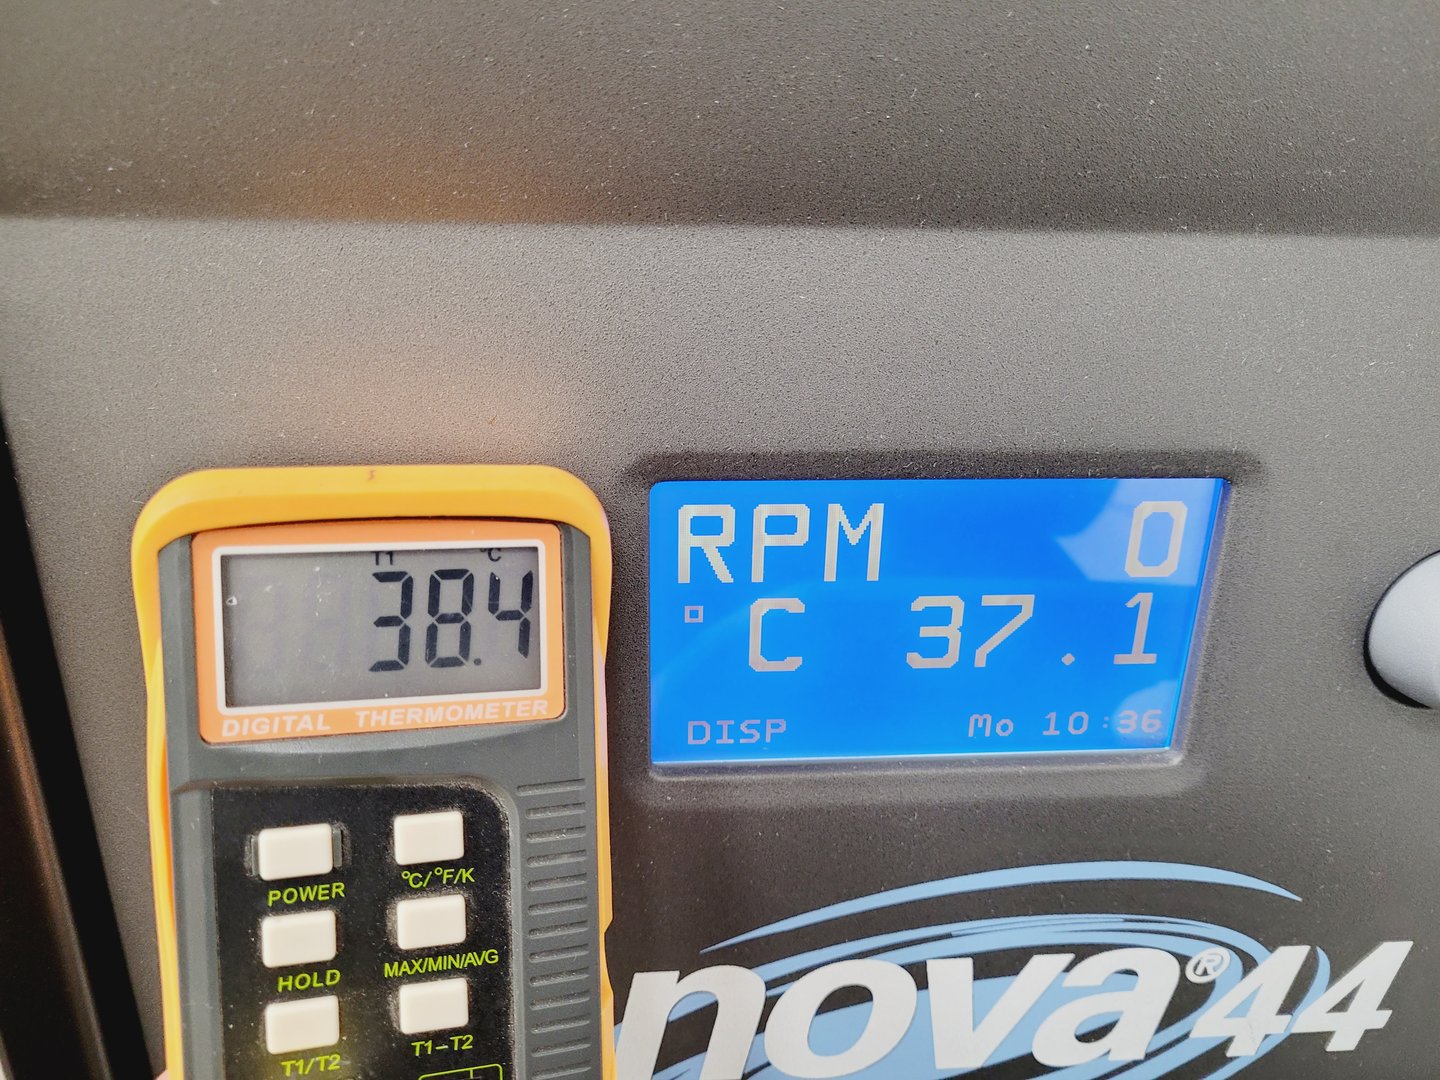 T1 °C
38.4
DIGITAL THERMOMETER
POWER
°C/°F/K
HOLD
MAX/MIN/AVG
T1/T2
T1-T2
RPM 0
°C 37.1
DISP Mo 10:36
nova®44